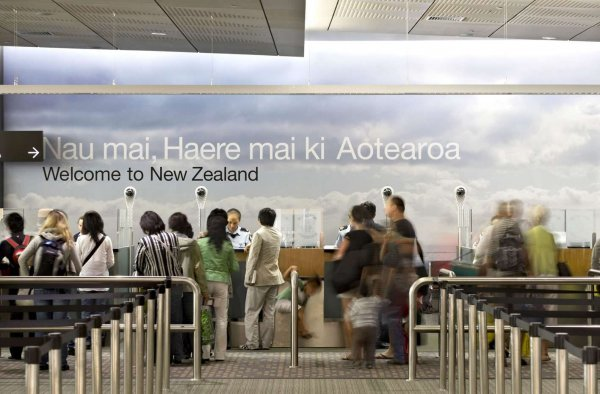 Nau mai, Haere mai ki Aotearoa
Welcome to New Zealand